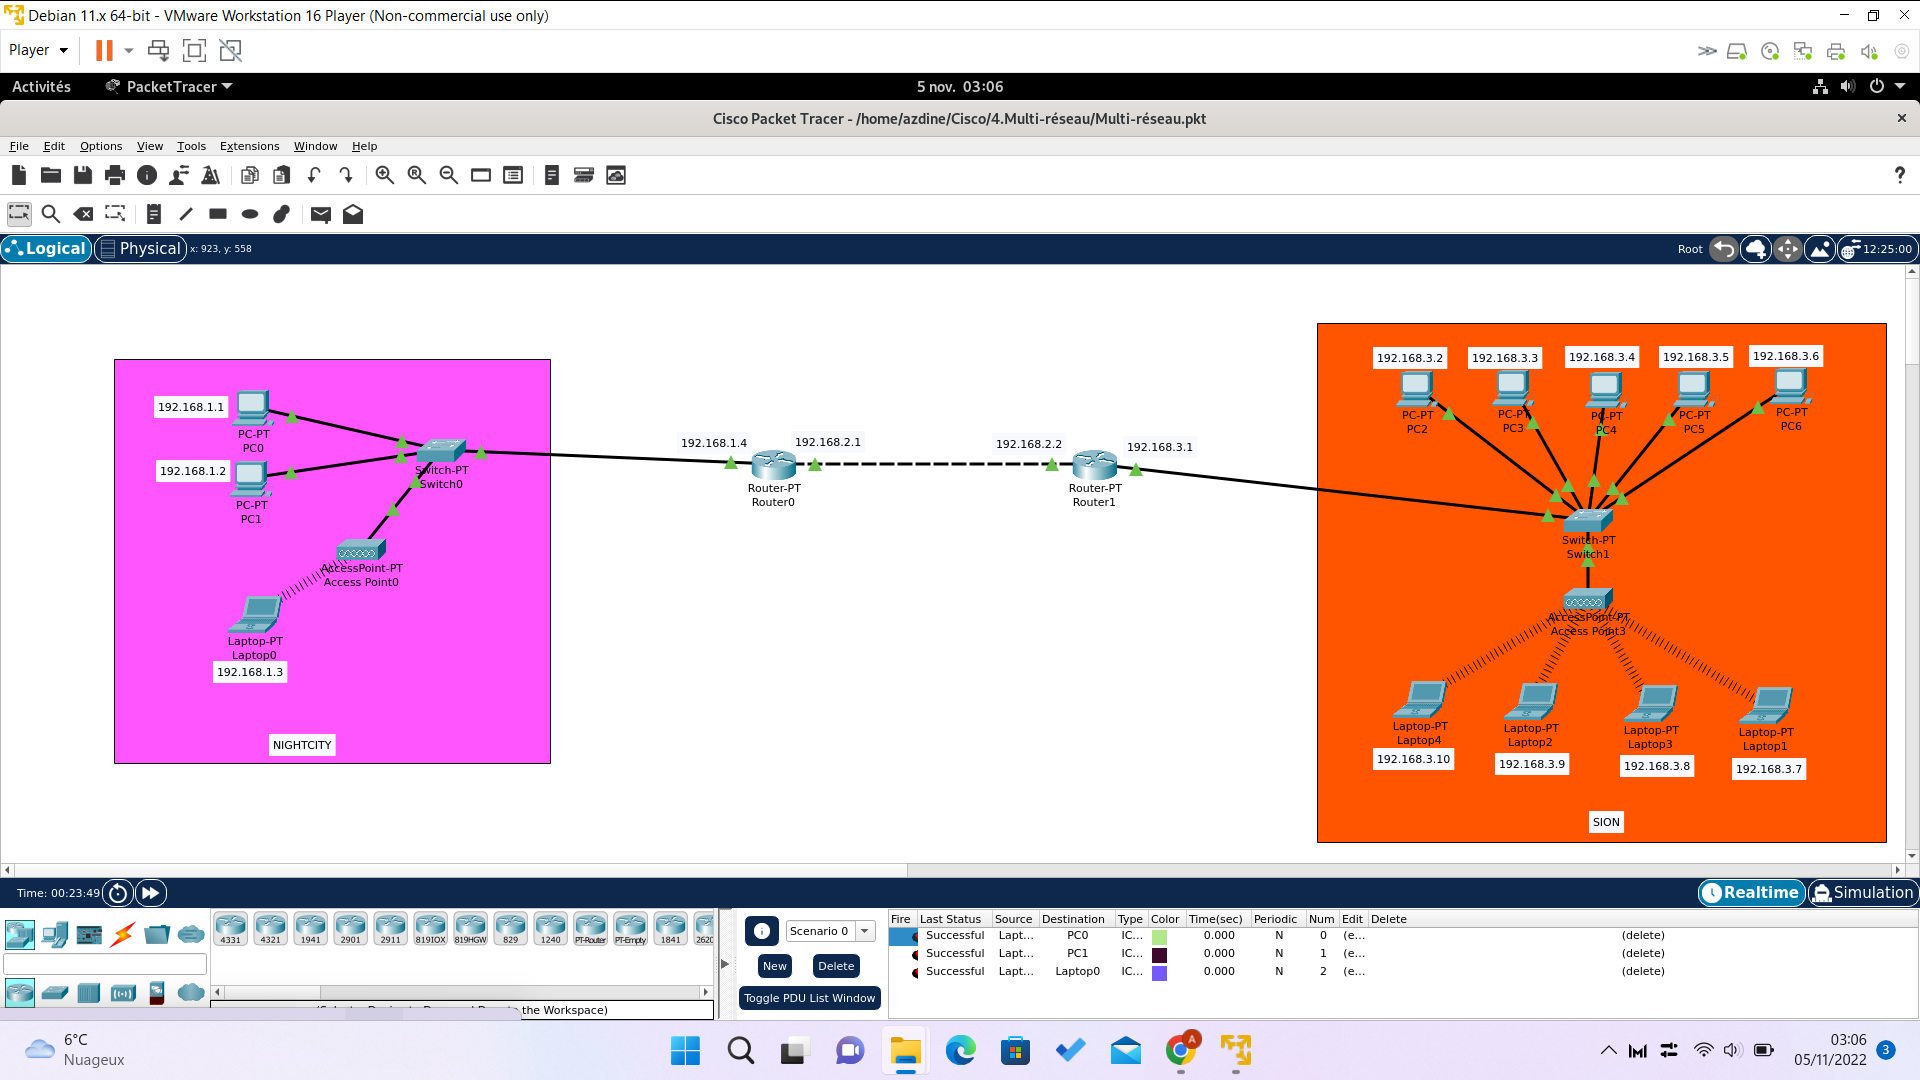 Debian 11.x 64-bit - VMware Workstation 16 Player (Non-commercial use only)
Player
Activités PacketTracer 5 nov. 03:06
Cisco Packet Tracer - /home/azdine/Cisco/4.Multi-réseau/Multi-réseau.pkt
File Edit Options View Tools Extensions Window Help
Logical Physical x: 923, y: 558 Root 12:25:00
192.168.1.1
PC-PT
PC0
192.168.1.2
PC-PT
PC1
Switch-PT
Switch0
AccessPoint-PT
Access Point0
Laptop-PT
Laptop0
192.168.1.3
NIGHTCITY
192.168.1.4
192.168.2.1
Router-PT
Router0
192.168.2.2
192.168.3.1
Router-PT
Router1
192.168.3.2
192.168.3.3
192.168.3.4
192.168.3.5
192.168.3.6
PC-PT
PC2
PC-PT
PC3
PC-PT
PC4
PC-PT
PC5
PC-PT
PC6
Switch-PT
Switch1
AccessPoint-PT
Access Point3
Laptop-PT
Laptop4
192.168.3.10
Laptop-PT
Laptop2
192.168.3.9
Laptop-PT
Laptop3
192.168.3.8
Laptop-PT
Laptop1
192.168.3.7
SION
Time: 00:23:49 Realtime Simulation
4331 4321 1941 2901 2911 819IOX 819HGW 829 1240 PT-Router PT-Empty 1841 2620
the Workspace)
Scenario 0
New Delete
Toggle PDU List Window
Fire Last Status Source Destination Type Color Time(sec) Periodic Num Edit Delete
Successful Lapt... PC0 IC... 0.000 N 0 (e... (delete)
Successful Lapt... PC1 IC... 0.000 N 1 (e... (delete)
Successful Lapt... Laptop0 IC... 0.000 N 2 (e... (delete)
6°C
Nuageux
A
03:06
05/11/2022
3